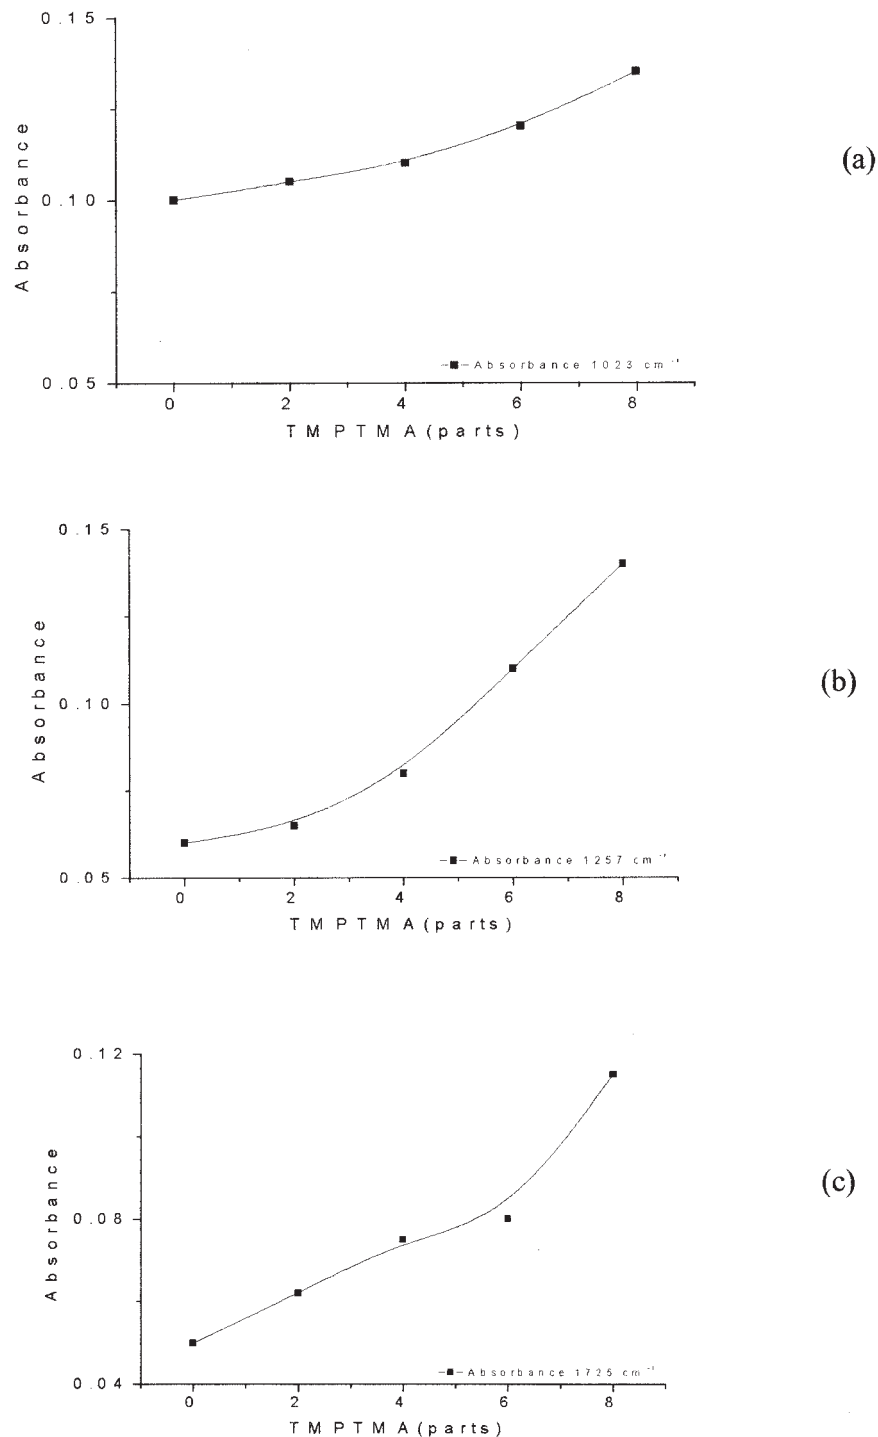 0.15
0.10
0.05
Absorbance
Absorbance 1023 cm⁻¹
0 2 4 6 8
TMPTMA(parts)
(a)
0.15
0.10
0.05
Absorbance
Absorbance 1257 cm⁻¹
0 2 4 6 8
TMPTMA(parts)
(b)
0.12
0.08
0.04
Absorbance
Absorbance 1725 cm⁻¹
0 2 4 6 8
TMPTMA(parts)
(c)